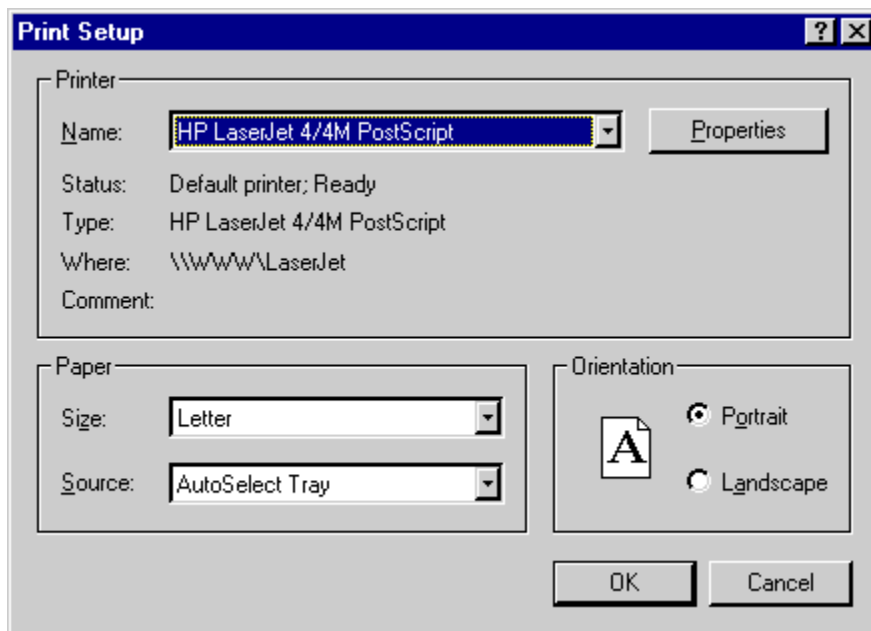 Print Setup
Printer
Name: HP LaserJet 4/4M PostScript Properties
Status: Default printer; Ready
Type: HP LaserJet 4/4M PostScript
Where: \\WWW\LaserJet
Comment:
Paper
Size: Letter
Source: AutoSelect Tray
Orientation
A
Portrait
Landscape
OK Cancel